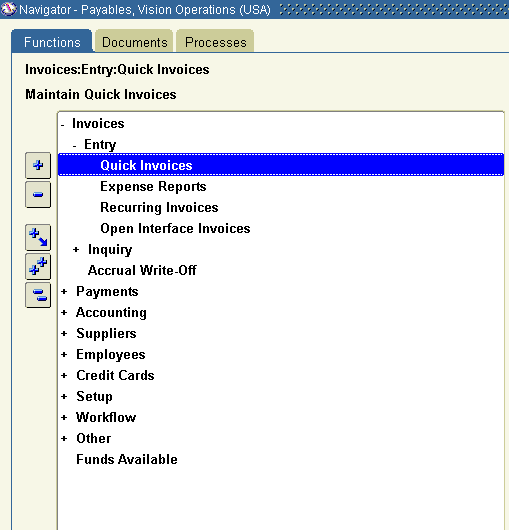 Navigator - Payables, Vision Operations (USA)
Functions Documents Processes
Invoices:Entry:Quick Invoices
Maintain Quick Invoices
- Invoices
- Entry
Quick Invoices
Expense Reports
Recurring Invoices
Open Interface Invoices
+ Inquiry
Accrual Write-Off
+ Payments
+ Accounting
+ Suppliers
+ Employees
+ Credit Cards
+ Setup
+ Workflow
+ Other
Funds Available